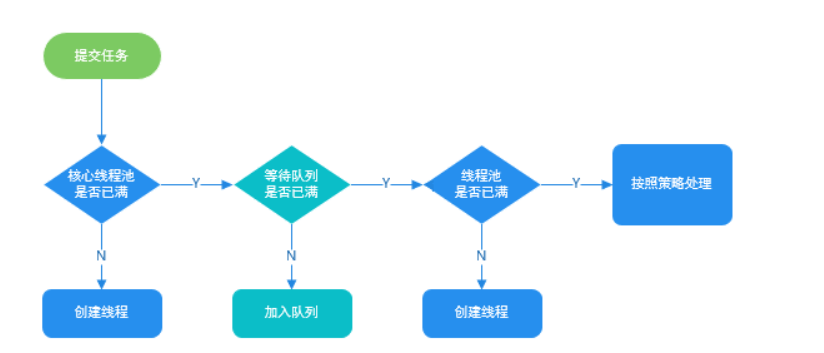 提交任务
核心线程池
是否已满
Y
等待队列
是否已满
Y
线程池
是否已满
Y
按照策略处理
N
N
N
创建线程
加入队列
创建线程